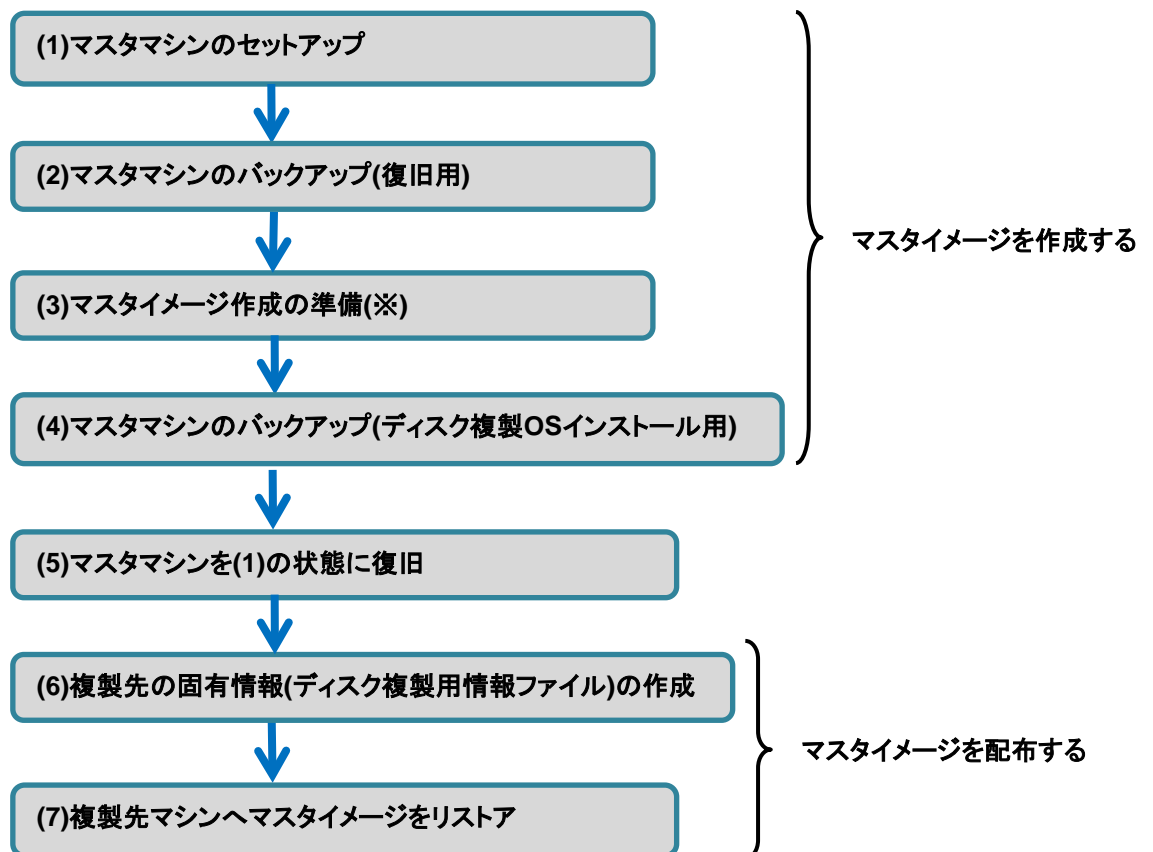 (1)マスタマシンのセットアップ
(2)マスタマシンのバックアップ(復旧用)
マスタイメージを作成する
(3)マスタイメージ作成の準備(※)
(4)マスタマシンのバックアップ(ディスク複製OSインストール用)
(5)マスタマシンを(1)の状態に復旧
(6)複製先の固有情報(ディスク複製用情報ファイル)の作成
マスタイメージを配布する
(7)複製先マシンへマスタイメージをリストア